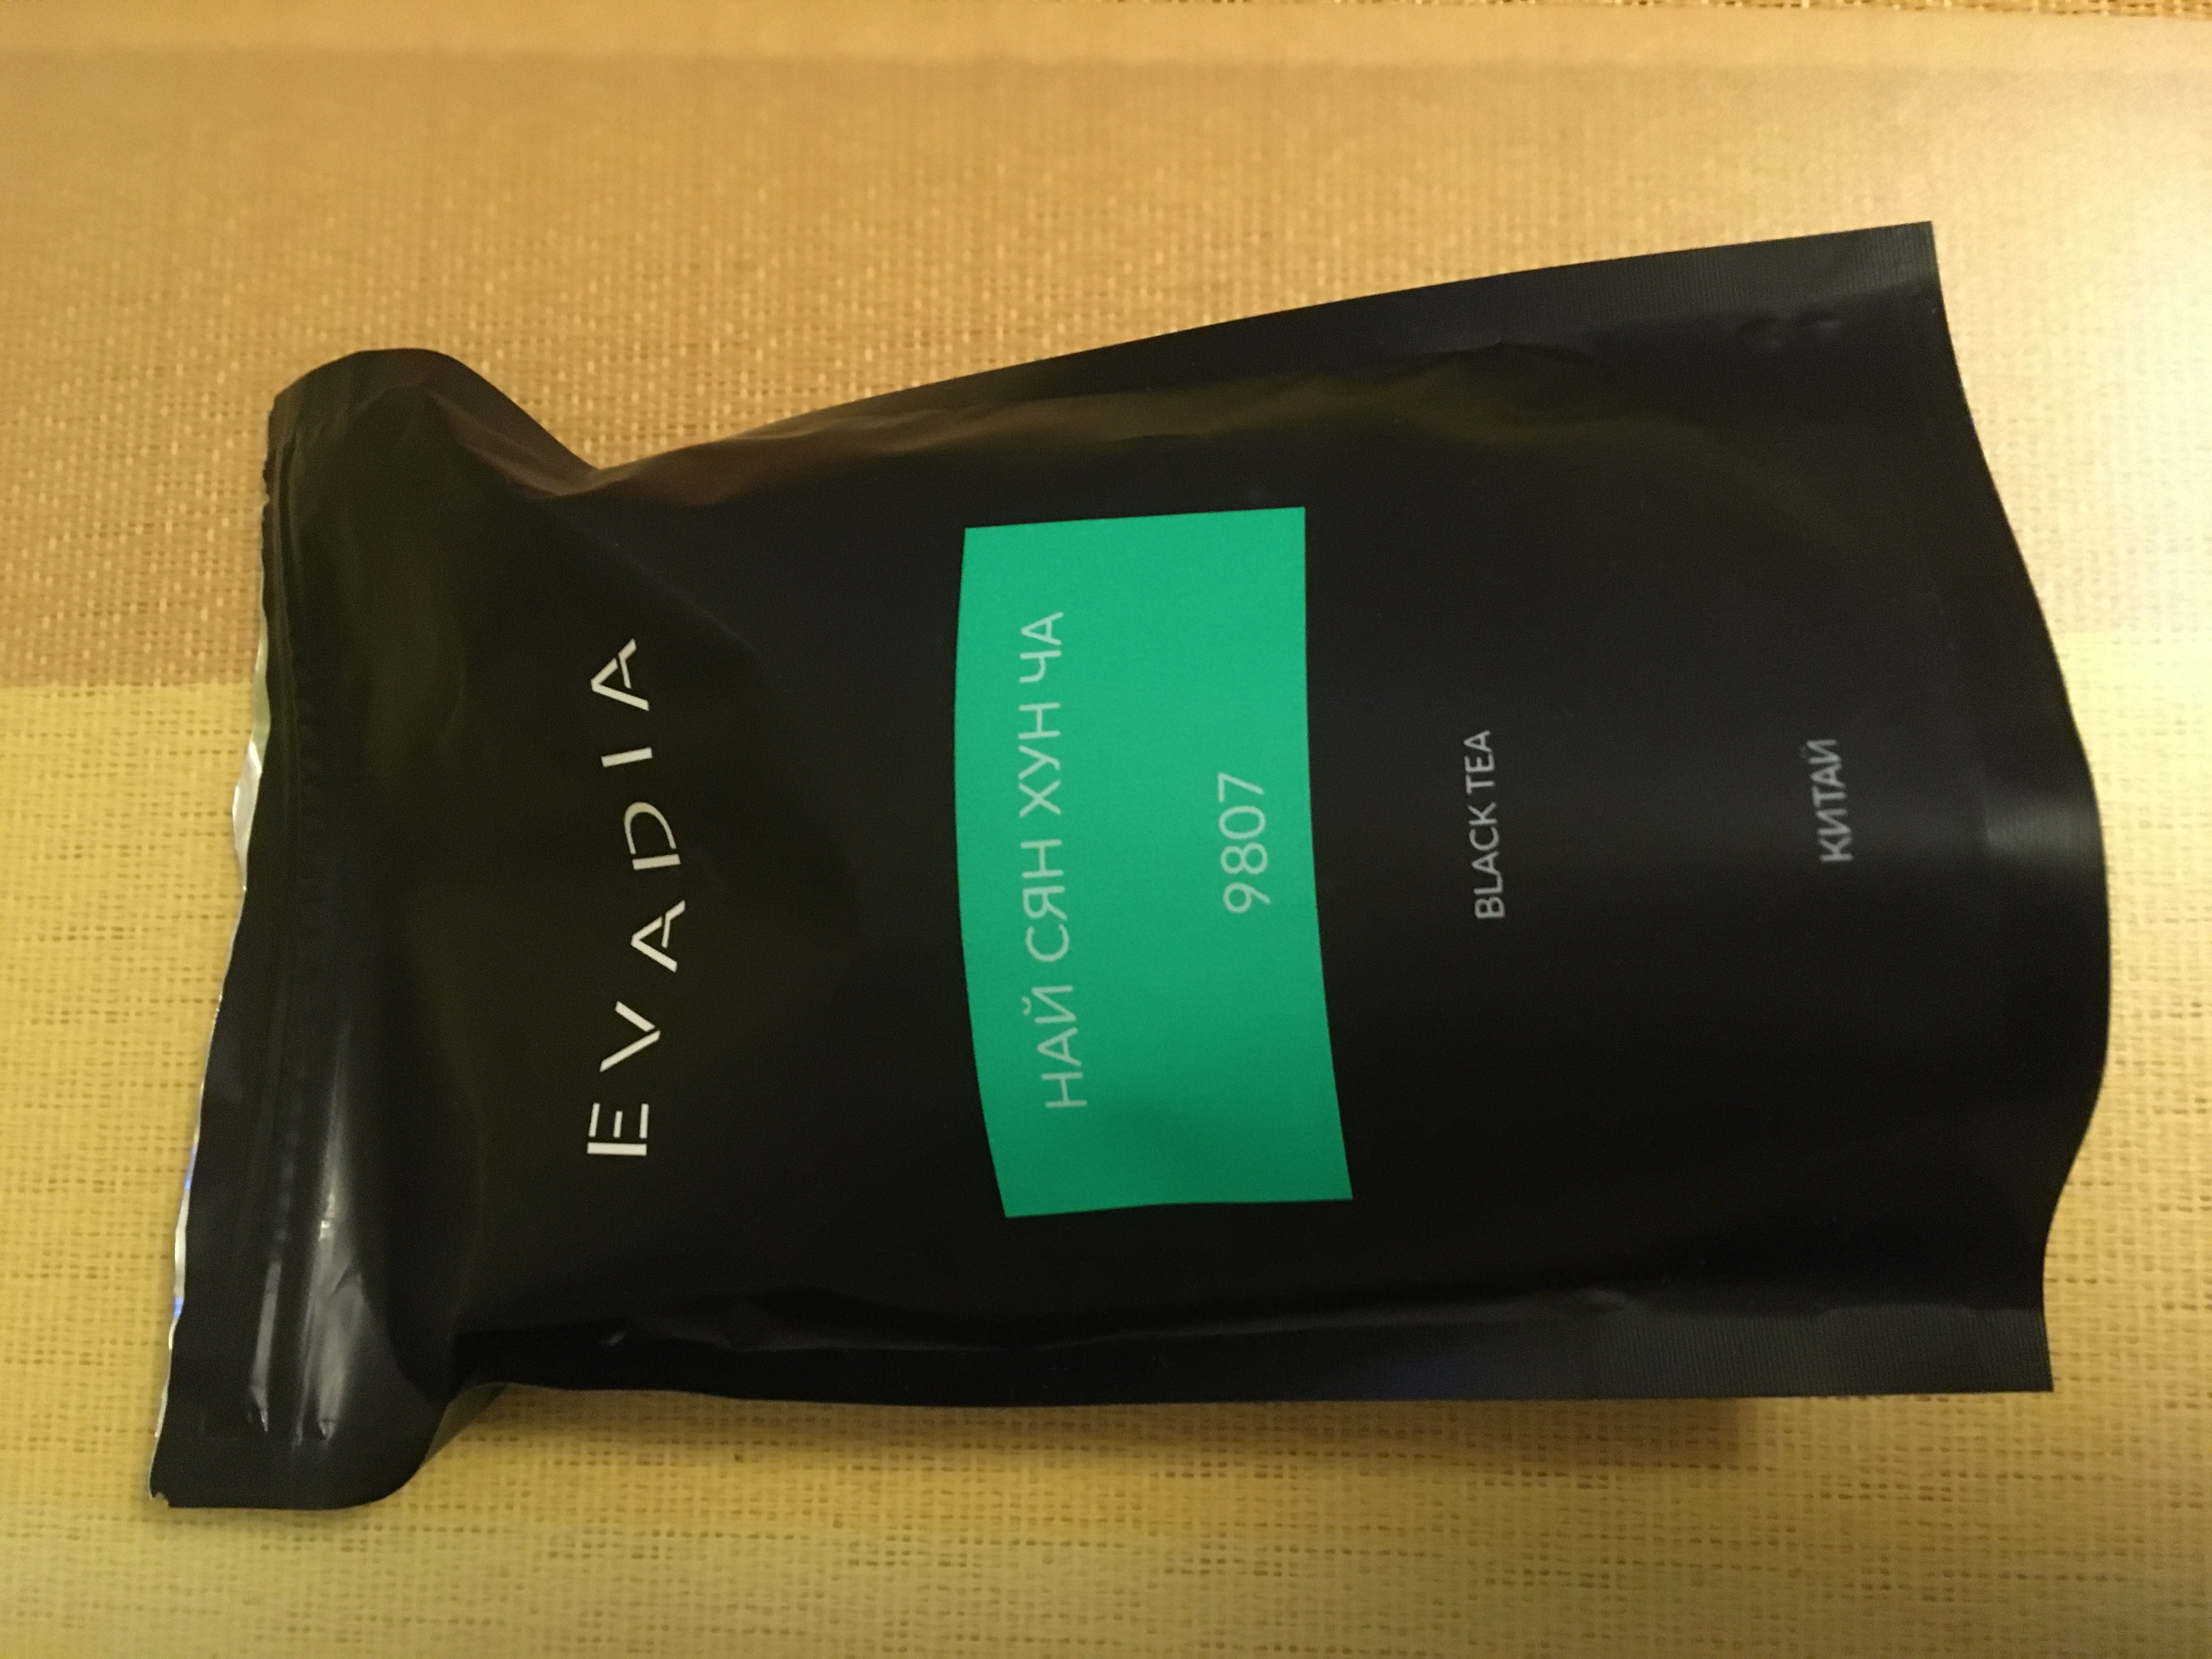 EVADIA
НАЙ СЯН ХУН ЧА
9807
BLACK TEA
КИТАЙ